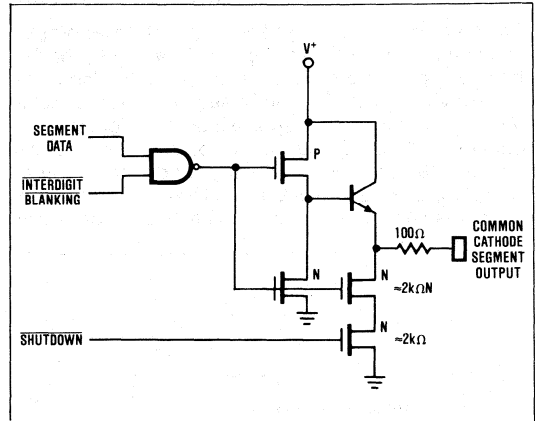 V+
SEGMENT
DATA
P
INTERDIGIT
BLANKING
100Ω
COMMON
CATHODE
SEGMENT
OUTPUT
N
N
≈2kΩN
SHUTDOWN
N
≈2kΩ